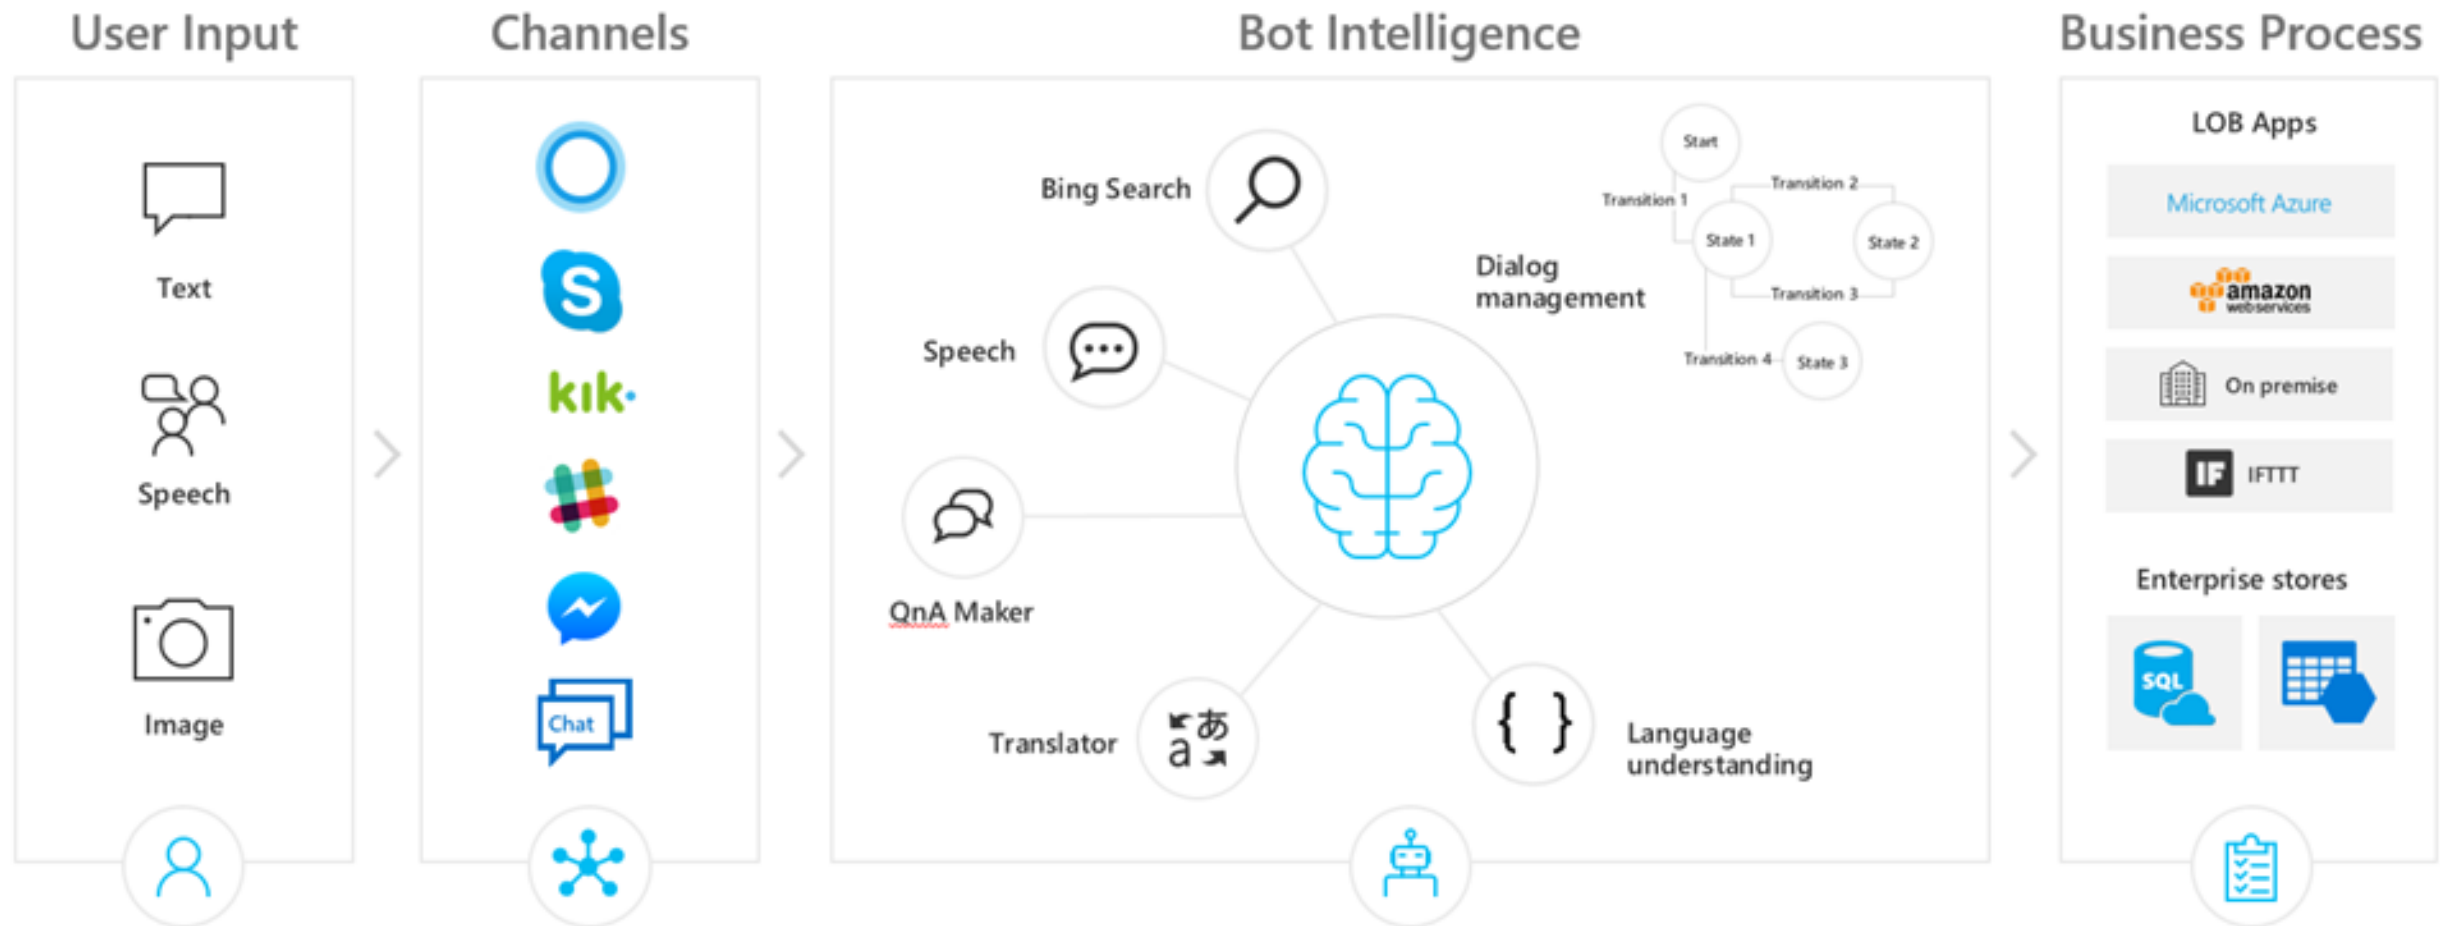 User Input
Text
Speech
Image
Channels
S
kik.
Chat
Bot Intelligence
Bing Search
Speech
QnA Maker
Translator
a あ
{ }
Language
understanding
Dialog
management
Start
Transition 1
Transition 2
State 1
State 2
Transition 3
Transition 4
State 3
Business Process
LOB Apps
Microsoft Azure
amazon
webservices
On premise
IF IFTTT
Enterprise stores
SQL